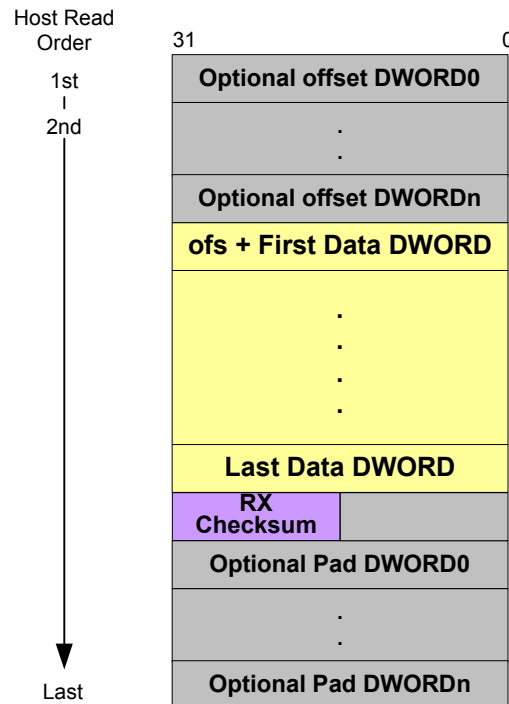 Host Read
Order
31 0
1st
2nd
Optional offset DWORD0
.
.
Optional offset DWORDn
ofs + First Data DWORD
.
.
.
.
Last Data DWORD
RX
Checksum
Optional Pad DWORD0
.
.
Optional Pad DWORDn
Last